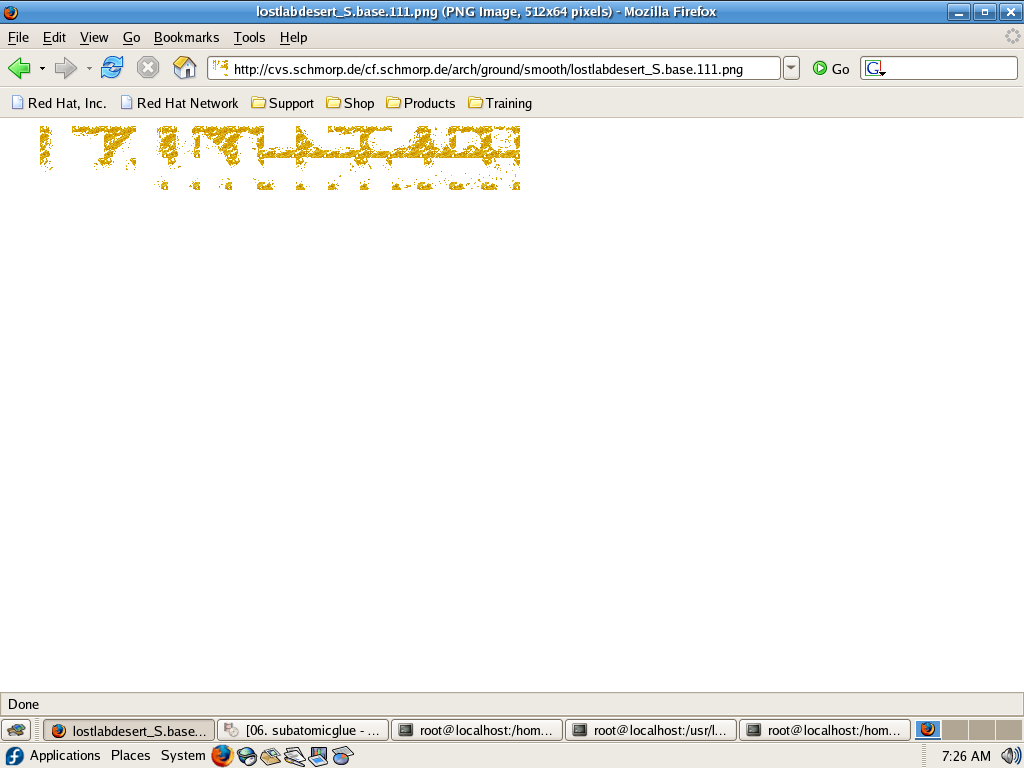 lostlabdesert_S.base.111.png (PNG Image, 512x64 pixels) - Mozilla Firefox
File Edit View Go Bookmarks Tools Help
http://cvs.schmorp.de/cf.schmorp.de/arch/ground/smooth/lostlabdesert_S.base.111.png Go G
Red Hat, Inc. Red Hat Network Support Shop Products Training
Done
lostlabdesert_S.base... [06. subatomicglue - ... root@localhost:/hom... root@localhost:/usr/l... root@localhost:/hom...
Applications Places System 7:26 AM